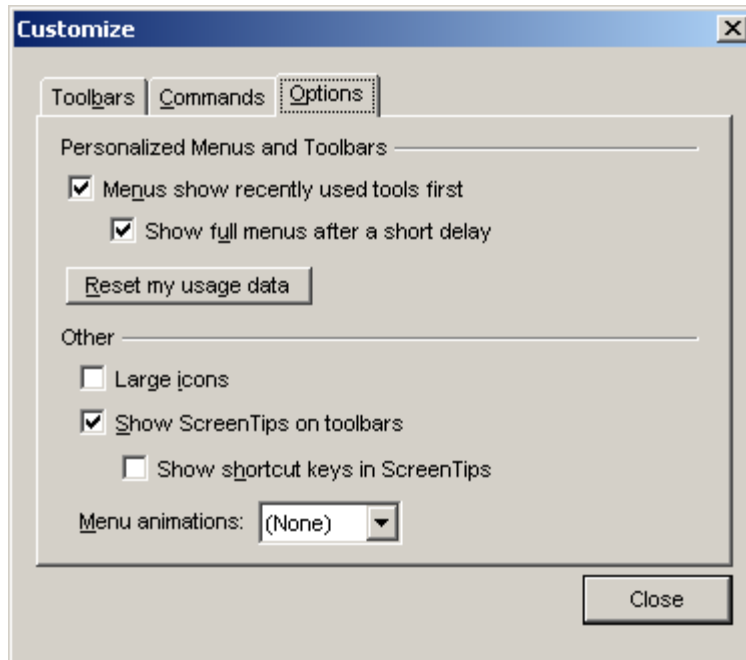 Customize
Toolbars Commands Options
Personalized Menus and Toolbars
Menus show recently used tools first
Show full menus after a short delay
Reset my usage data
Other
Large icons
Show ScreenTips on toolbars
Show shortcut keys in ScreenTips
Menu animations: (None)
Close